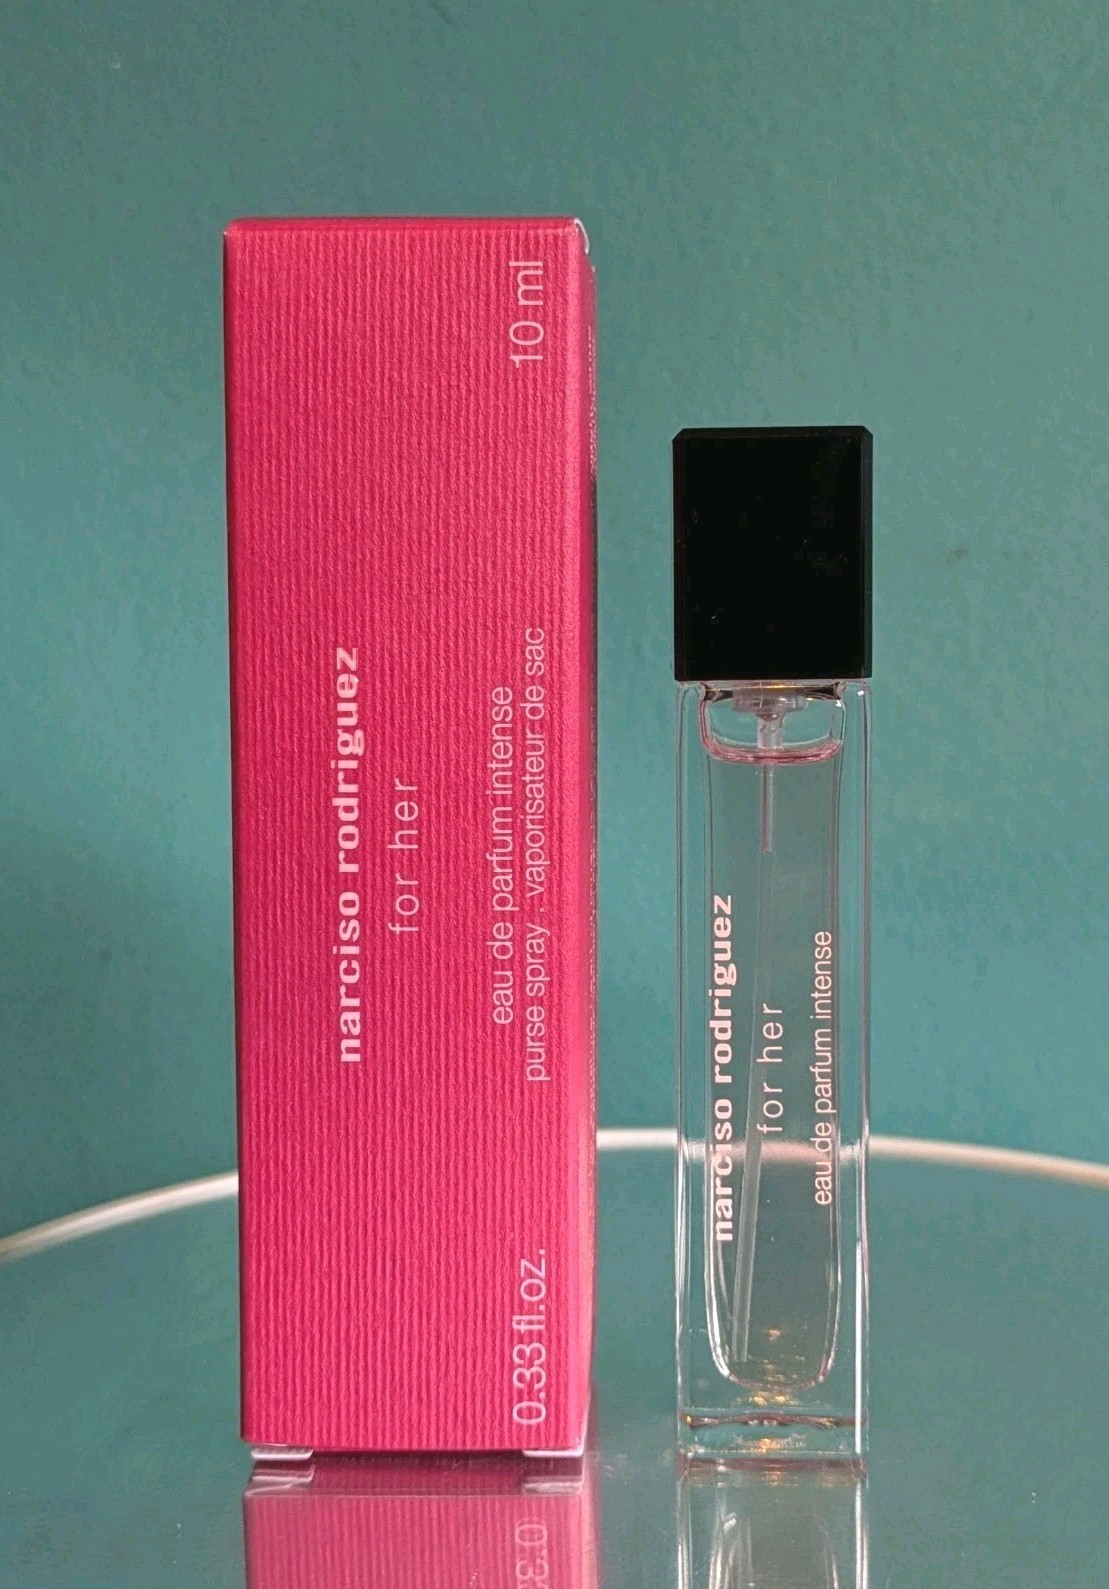 narciso rodriguez
for her
eau de parfum intense
purse spray . vaporisateur de sac
0.33 fl.oz.
10 ml
narciso rodriguez
for her
eau de parfum intense